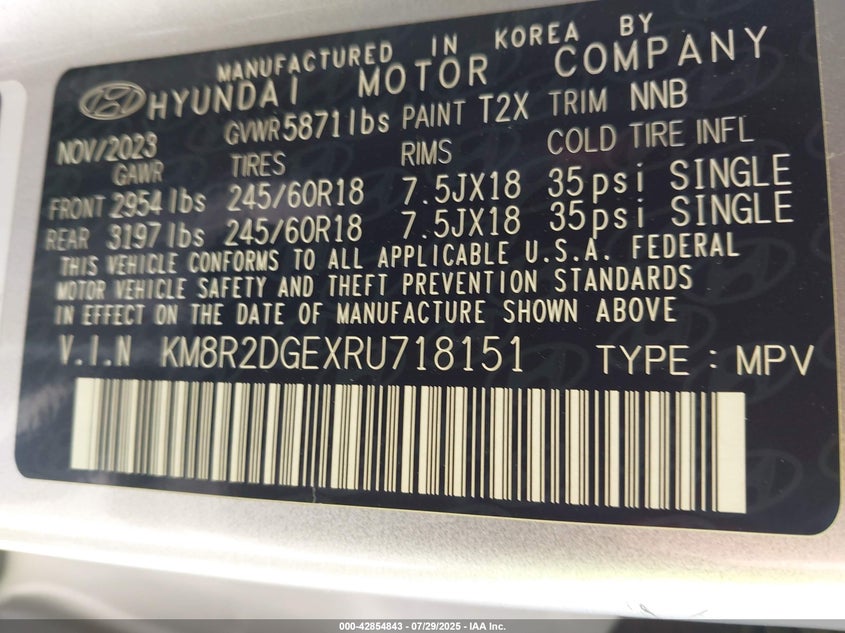 MANUFACTURED IN KOREA BY
HYUNDAI MOTOR COMPANY
NOV/2023 GVWR 5871 lbs PAINT T2X TRIM NNB
GAWR TIRES RIMS COLD TIRE INFL
FRONT 2954 lbs 245/60R18 7.5JX18 35psi SINGLE
REAR 3197 lbs 245/60R18 7.5JX18 35psi SINGLE
THIS VEHICLE CONFORMS TO ALL APPLICABLE U.S.A. FEDERAL
MOTOR VEHICLE SAFETY AND THEFT PREVENTION STANDARDS
IN EFFECT ON THE DATE OF MANUFACTURE SHOWN ABOVE
V.I.N KM8R2DGEXRU718151 TYPE : MPV
000-42854843 - 07/29/2025 - IAA Inc.